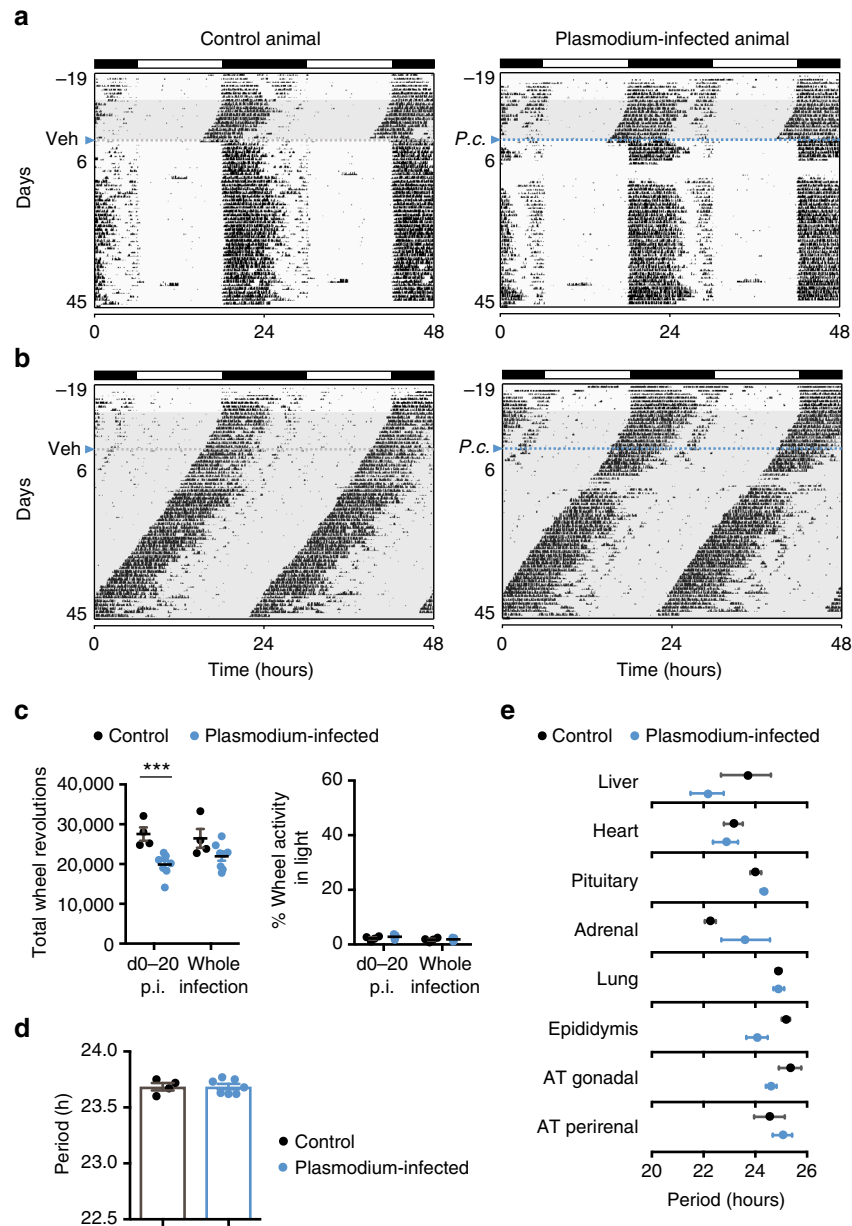 a
Control animal
Plasmodium-infected animal
–19
Veh
6
Days
45
0
24
48
–19
P.c.
6
45
0
24
48
b
–19
Veh
6
Days
45
0
24
48
Time (hours)
–19
P.c.
6
45
0
24
48
Time (hours)
c
Control
Plasmodium-infected
***
40,000
30,000
20,000
10,000
0
Total wheel revolutions
d0–20 p.i.
Whole infection
60
40
20
0
% Wheel activity in light
d0–20 p.i.
Whole infection
d
24.0
23.5
23.0
22.5
Period (h)
Control
Plasmodium-infected
e
Control
Plasmodium-infected
Liver
Heart
Pituitary
Adrenal
Lung
Epididymis
AT gonadal
AT perirenal
20
22
24
26
Period (hours)